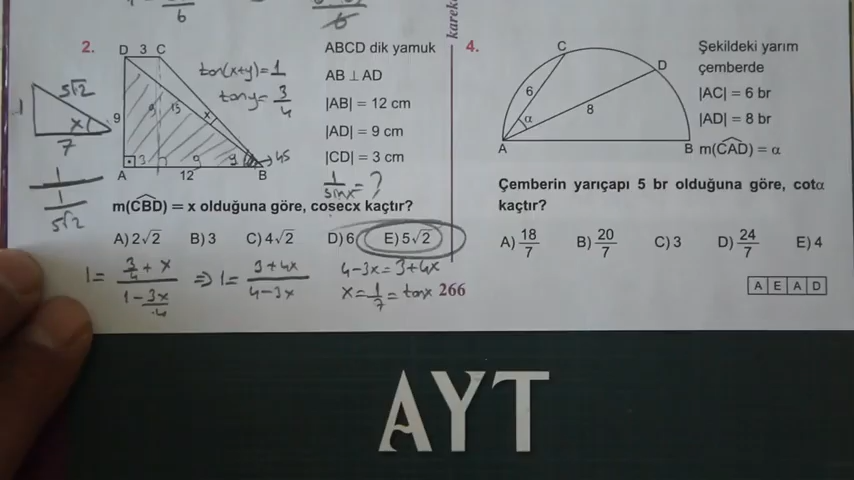 6
6
karek
2.
D 3 C
5√2
x
7
9
9
15
x
3
9
y
→45
A
12
B
tan(x+y)=1
tany=3/4
ABCD dik yamuk
AB ⊥ AD
|AB| = 12 cm
|AD| = 9 cm
|CD| = 3 cm
1/sinx = ?
m(CBD) = x olduğuna göre, cosecx kaçtır?
A) 2√2 B) 3 C) 4√2 D) 6 E) 5√2
1/(1/5√2)
1 = (3/4 + x)/(1 - 3x/4) ⇒ 1 = (3+4x)/(4-3x)
4-3x = 3+4x
x = 1/7 = tanx
266
4.
C
D
6
8
α
A
B
Şekildeki yarım
çemberde
|AC| = 6 br
|AD| = 8 br
m(CAD) = α
Çemberin yarıçapı 5 br olduğuna göre, cotα
kaçtır?
A) 18/7 B) 20/7 C) 3 D) 24/7 E) 4
A E A D
AYT